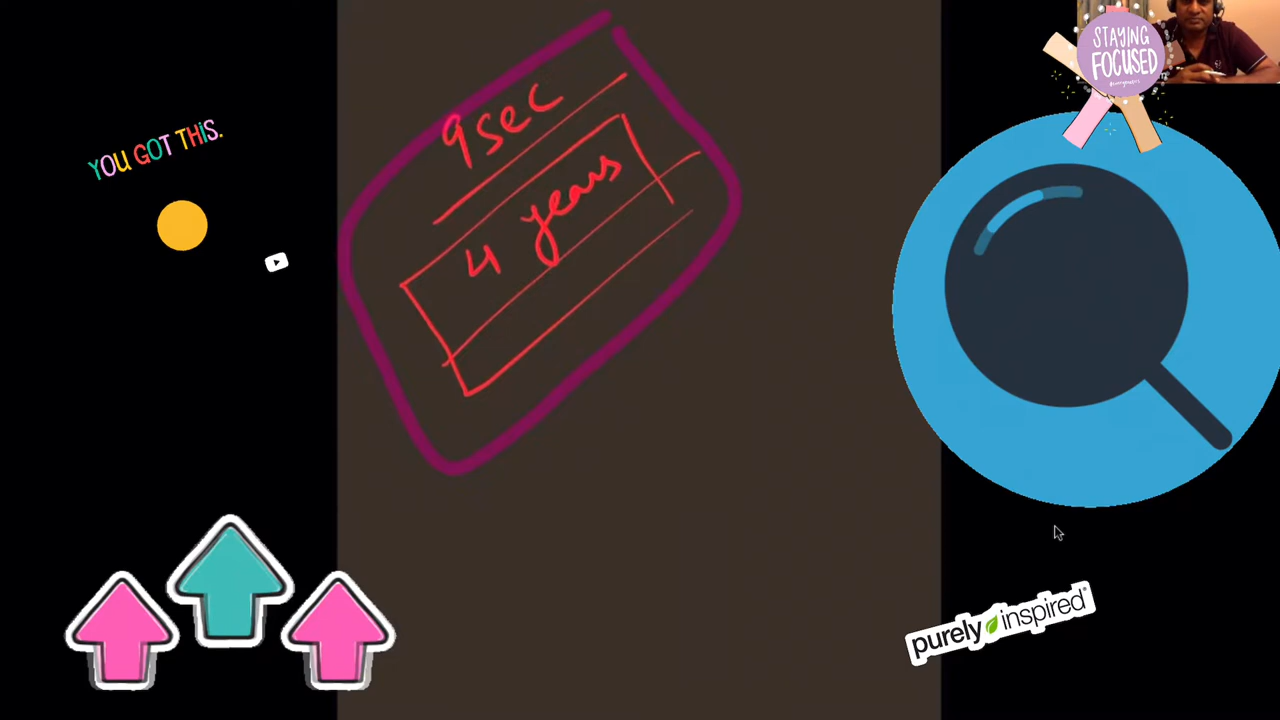 STAYING
FOCUSED
YOU GOT THIS.
9sec
4 years
purely inspired®